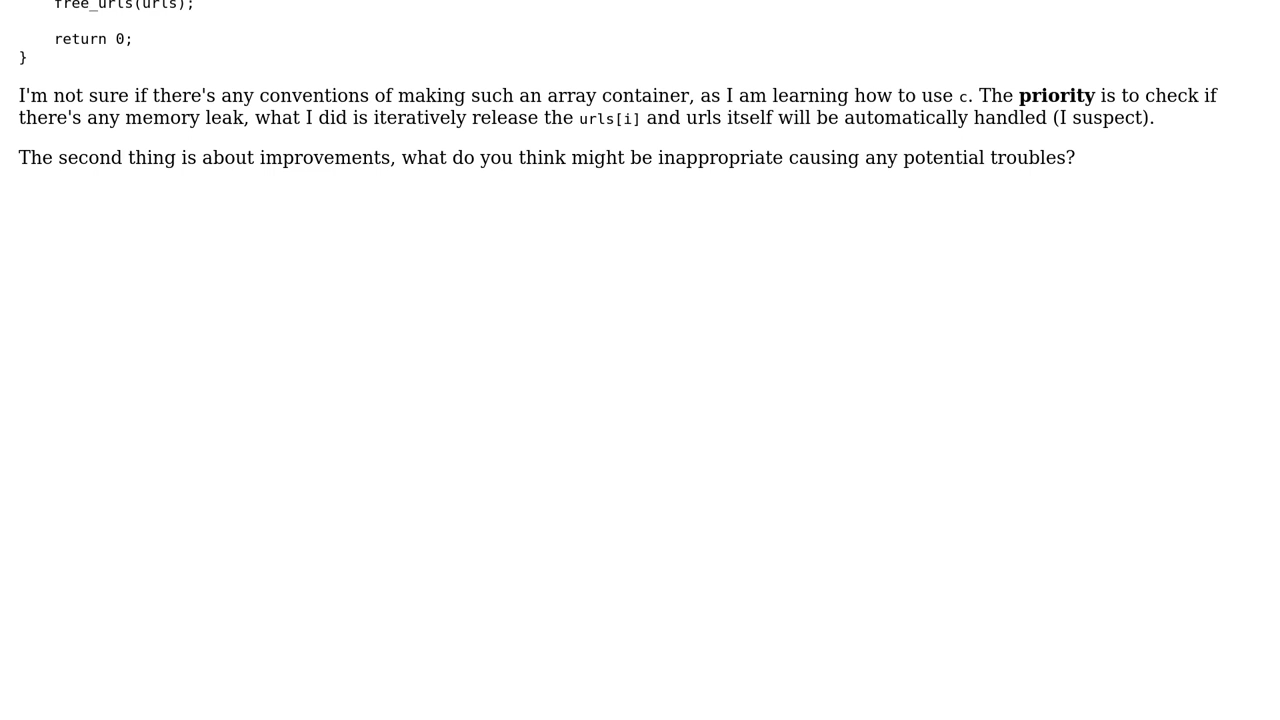 free_urls(urls);
return 0;
}
I'm not sure if there's any conventions of making such an array container, as I am learning how to use c. The priority is to check if
there's any memory leak, what I did is iteratively release the urls[i] and urls itself will be automatically handled (I suspect).
The second thing is about improvements, what do you think might be inappropriate causing any potential troubles?